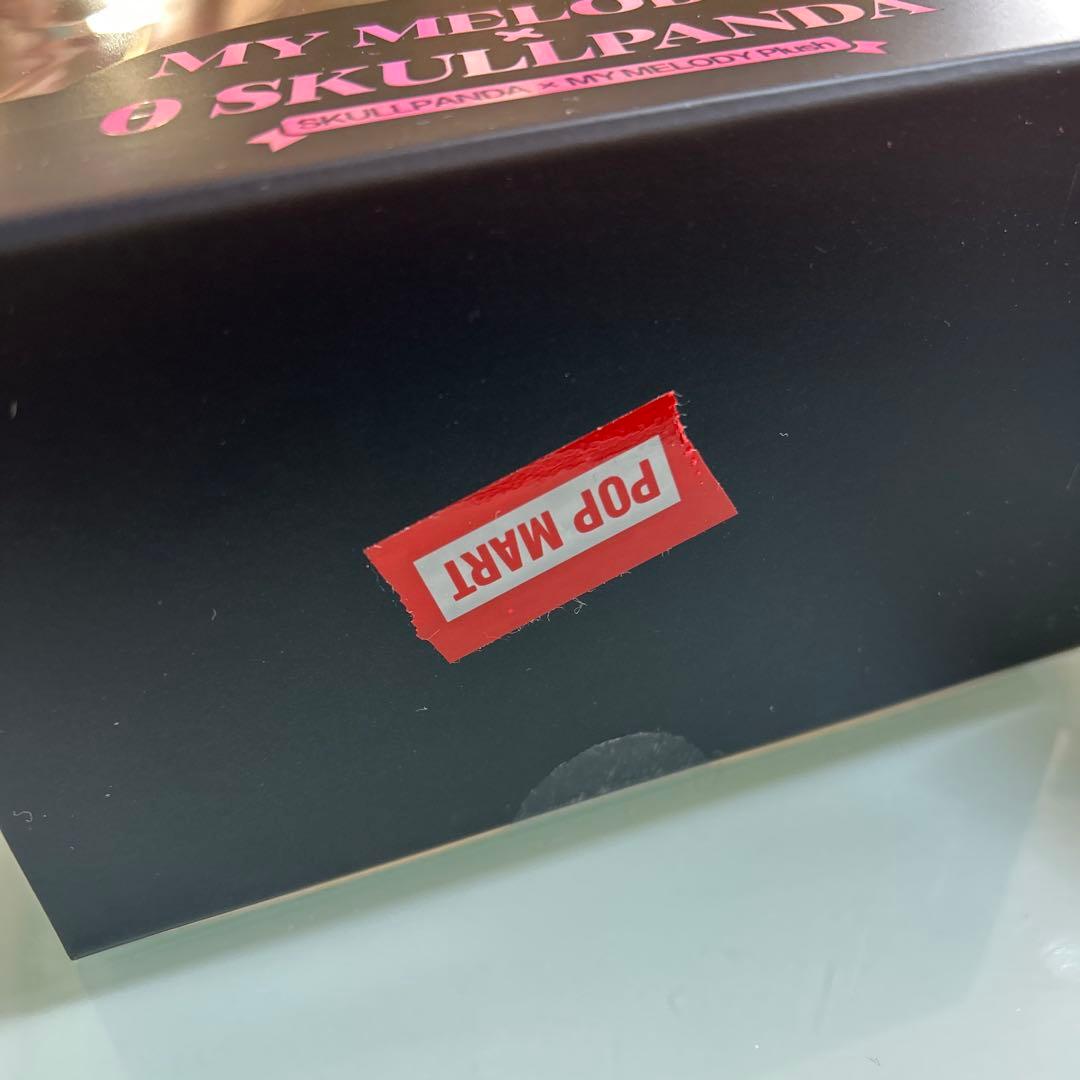 MY MELOD
×
O SKULLPANDA
SKULLPANDA × MY MELODY Plush
POP MART